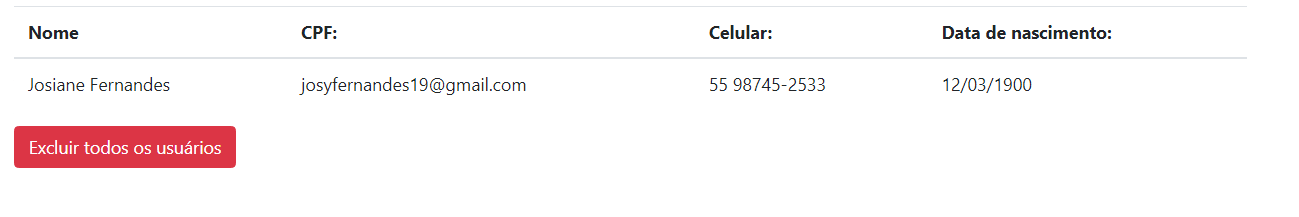 Nome CPF: Celular: Data de nascimento:
Josiane Fernandes josyfernandes19@gmail.com 55 98745-2533 12/03/1900
Excluir todos os usuários